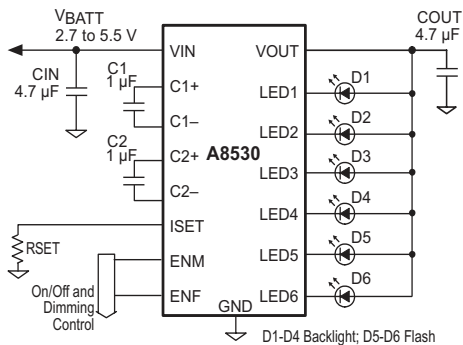 VBATT
2.7 to 5.5 V
COUT
4.7 µF
CIN
4.7 µF
VIN
VOUT
C1
1 µF
C1+
C1–
C2
1 µF
C2+
C2–
A8530
LED1
D1
LED2
D2
LED3
D3
LED4
D4
LED5
D5
LED6
D6
ISET
RSET
ENM
ENF
On/Off and
Dimming
Control
GND
D1-D4 Backlight; D5-D6 Flash